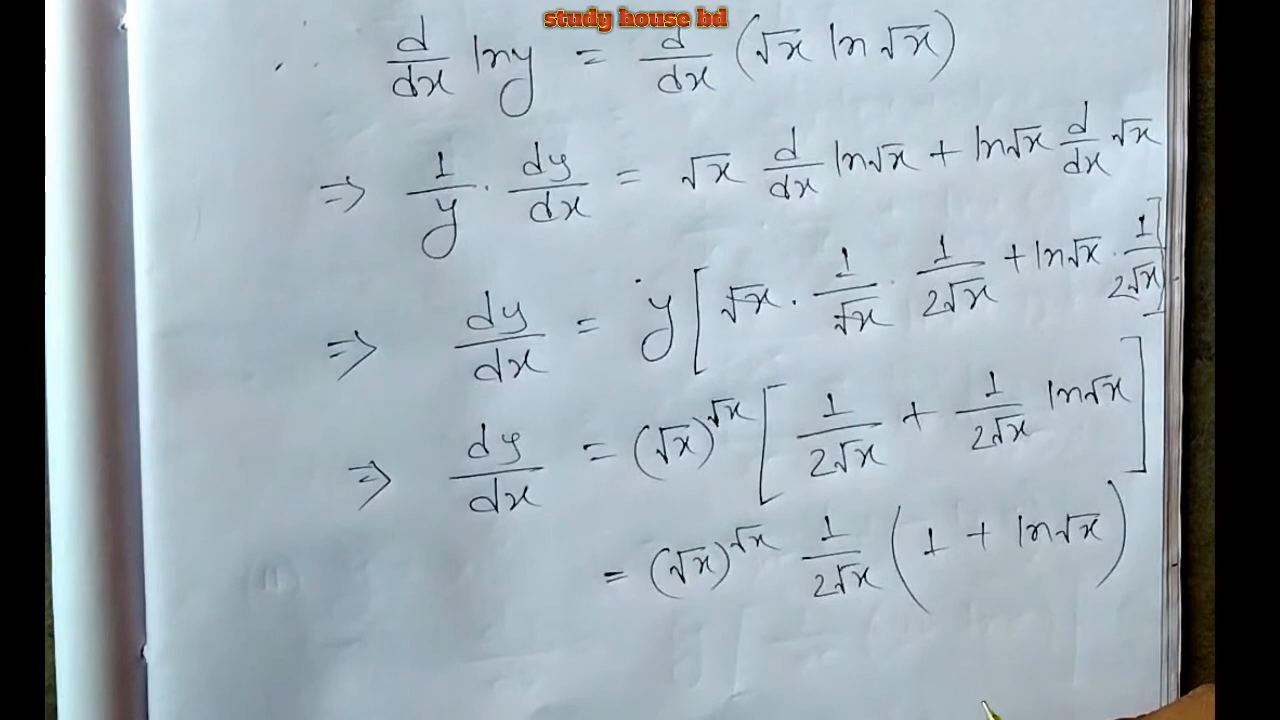 study house bd
∴ d/dx ln y = d/dx (√x ln √x)
⇒ 1/y · dy/dx = √x d/dx ln√x + ln√x d/dx √x
⇒ dy/dx = y [√x · 1/√x · 1/2√x + ln√x · 1/2√x]
⇒ dy/dx = (√x)^√x [1/2√x + 1/2√x ln√x]
= (√x)^√x 1/2√x (1 + ln√x)